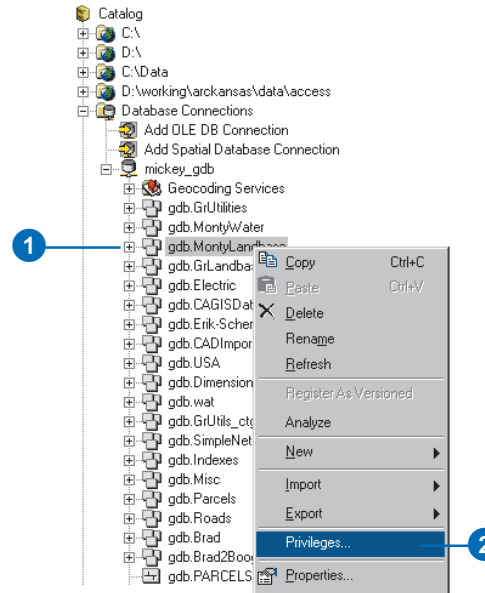 Catalog
C:\
D:\
C:\Data
D:\working\arckansas\data\access
Database Connections
Add OLE DB Connection
Add Spatial Database Connection
mickey_gdb
Geocoding Services
gdb.GrUtilities
gdb.MontyWater
1
gdb.MontyLandbase
gdb.GrLandba
gdb.Electric
gdb.CAGISDat
gdb.Erik-Scher
gdb.CADImpor
gdb.USA
gdb.Dimension
gdb.wat
gdb.GrUtils_ctg
gdb.SimpleNet
gdb.Indexes
gdb.Misc
gdb.Parcels
gdb.Roads
gdb.Brad
gdb.Brad2Boo
gdb.PARCELS
Copy Ctrl+C
Paste Ctrl+V
Delete
Rename
Refresh
Register As Versioned
Analyze
New
Import
Export
Privileges...
2
Properties...